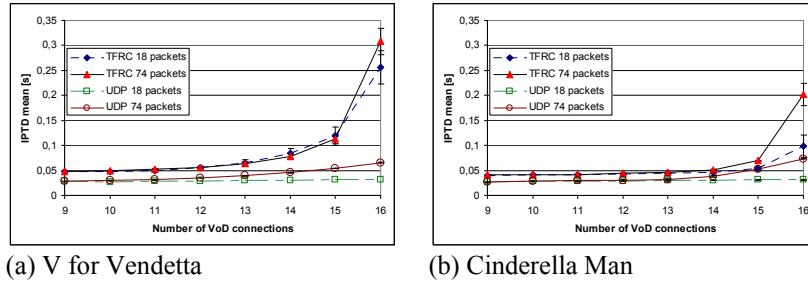 0,35
0,3
0,25
0,2
0,15
0,1
0,05
0
IPTD mean [s]
TFRC 18 packets
TFRC 74 packets
UDP 18 packets
UDP 74 packets
9 10 11 12 13 14 15 16
Number of VoD connections
(a) V for Vendetta
0,35
0,3
0,25
0,2
0,15
0,1
0,05
0
IPTD mean [s]
TFRC 18 packets
TFRC 74 packets
UDP 18 packets
UDP 74 packets
9 10 11 12 13 14 15 16
Number of VoD connections
(b) Cinderella Man